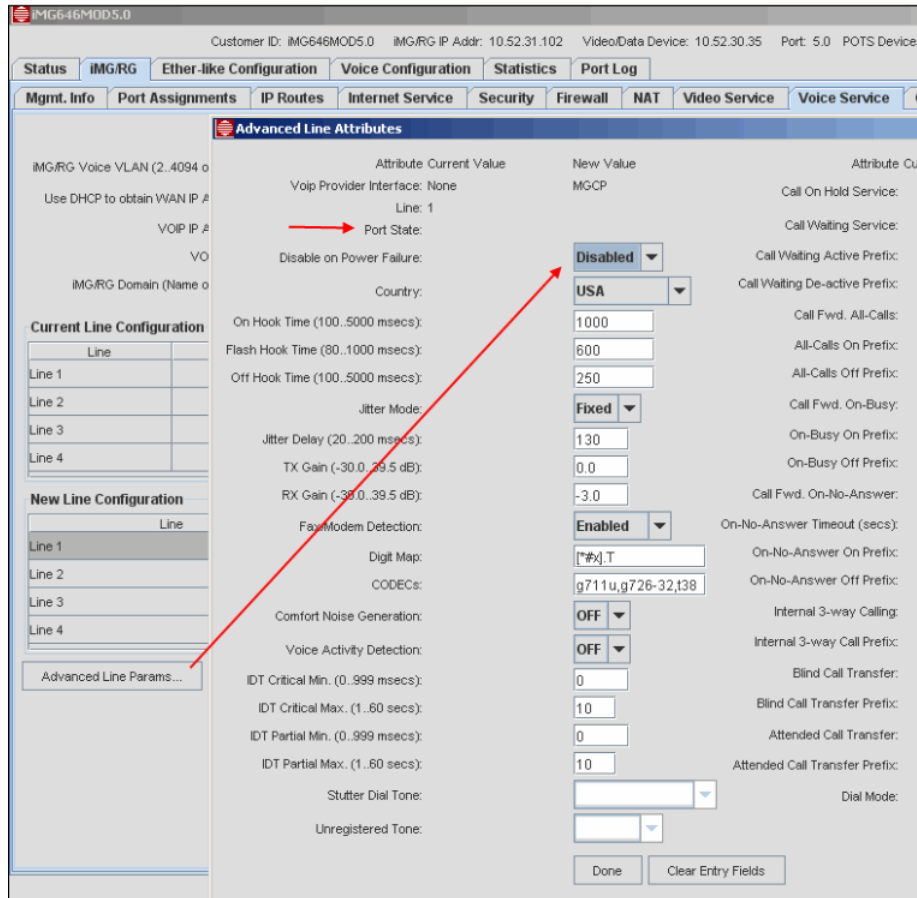 iMG646MOD5.0
Customer ID: iMG646MOD5.0 iMG/RG IP Addr: 10.52.31.102 Video/Data Device: 10.52.30.35 Port: 5.0 POTS Device
Status iMG/RG Ether-like Configuration Voice Configuration Statistics Port Log
Mgmt. Info Port Assignments IP Routes Internet Service Security Firewall NAT Video Service Voice Service
Advanced Line Attributes
iMG/RG Voice VLAN (2..4094 o
Use DHCP to obtain WAN IP A
VOIP IP A
VO
iMG/RG Domain (Name o
Current Line Configuration
Line
Line 1
Line 2
Line 3
Line 4
New Line Configuration
Line
Line 1
Line 2
Line 3
Line 4
Advanced Line Params...
Attribute Current Value New Value Attribute Cu
Voip Provider Interface: None MGCP
Line: 1
Port State:
Disable on Power Failure: Disabled
Country: USA
On Hook Time (100..5000 msecs): 1000
Flash Hook Time (80..1000 msecs): 600
Off Hook Time (100..5000 msecs): 250
Jitter Mode: Fixed
Jitter Delay (20..200 msecs): 130
TX Gain (-30.0..39.5 dB): 0.0
RX Gain (-30.0..39.5 dB): -3.0
Fax/Modem Detection: Enabled
Digit Map: [*#x].T
CODECs: g711u,g726-32,t38
Comfort Noise Generation: OFF
Voice Activity Detection: OFF
IDT Critical Min. (0..999 msecs): 0
IDT Critical Max. (1..60 secs): 10
IDT Partial Min. (0..999 msecs): 0
IDT Partial Max. (1..60 secs): 10
Stutter Dial Tone:
Unregistered Tone:
Call On Hold Service:
Call Waiting Service:
Call Waiting Active Prefix:
Call Waiting De-active Prefix:
Call Fwd. All-Calls:
All-Calls On Prefix:
All-Calls Off Prefix:
Call Fwd. On-Busy:
On-Busy On Prefix:
On-Busy Off Prefix:
Call Fwd. On-No-Answer:
On-No-Answer Timeout (secs):
On-No-Answer On Prefix:
On-No-Answer Off Prefix:
Internal 3-way Calling:
Internal 3-way Call Prefix:
Blind Call Transfer:
Blind Call Transfer Prefix:
Attended Call Transfer:
Attended Call Transfer Prefix:
Dial Mode:
Done Clear Entry Fields